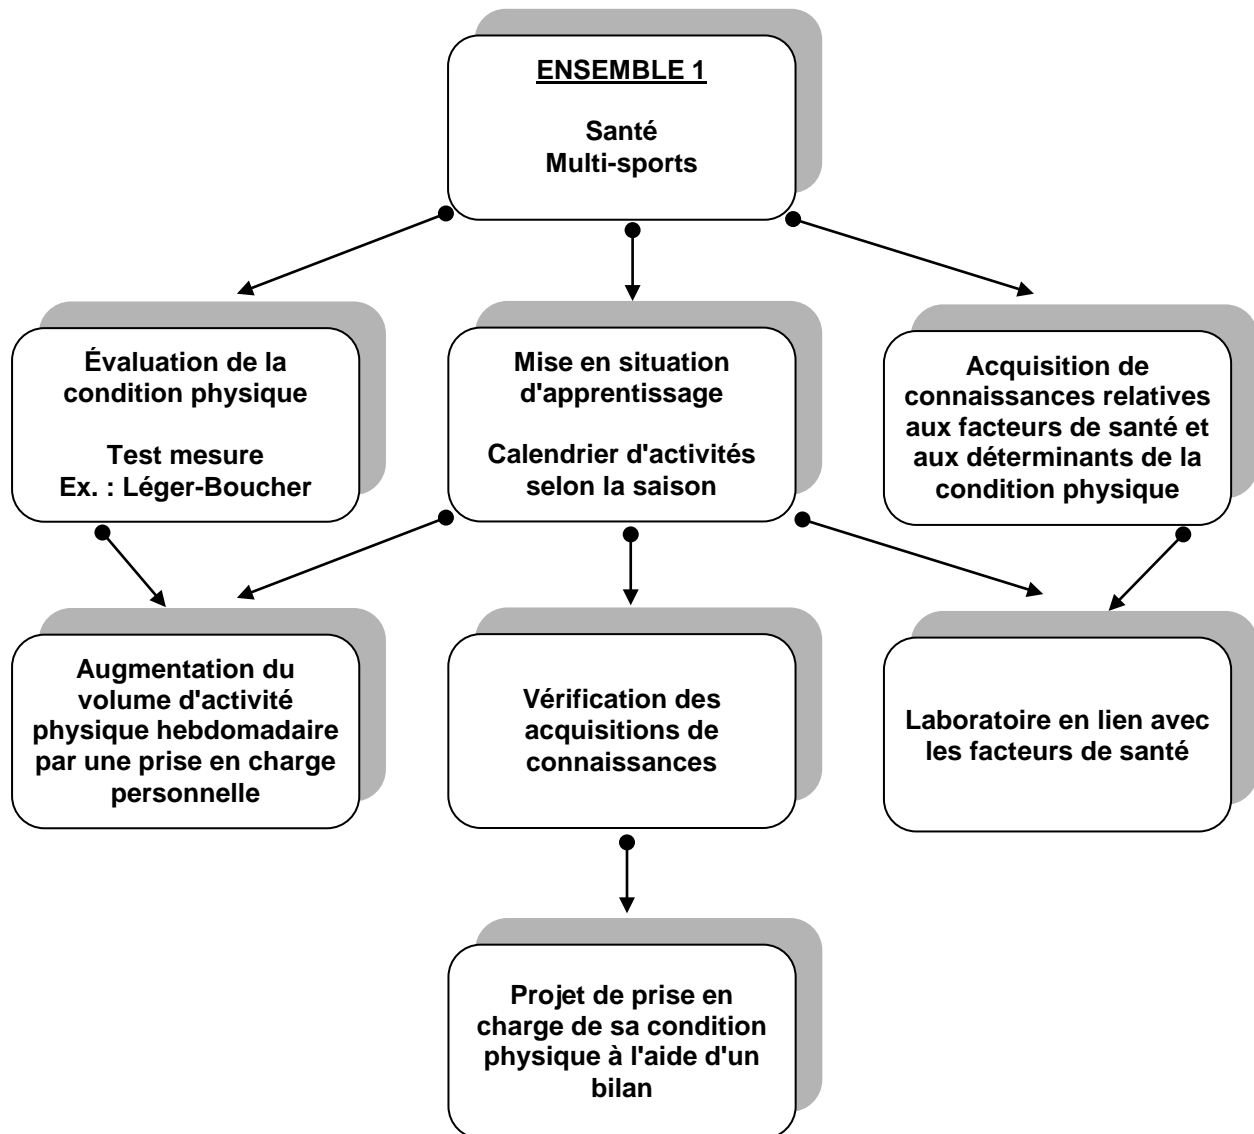 ENSEMBLE 1
Santé
Multi-sports
Évaluation de la
condition physique
Test mesure
Ex. : Léger-Boucher
Mise en situation
d'apprentissage
Calendrier d'activités
selon la saison
Acquisition de
connaissances relatives
aux facteurs de santé et
aux déterminants de la
condition physique
Augmentation du
volume d'activité
physique hebdomadaire
par une prise en charge
personnelle
Vérification des
acquisitions de
connaissances
Laboratoire en lien avec
les facteurs de santé
Projet de prise en
charge de sa condition
physique à l'aide d'un
bilan